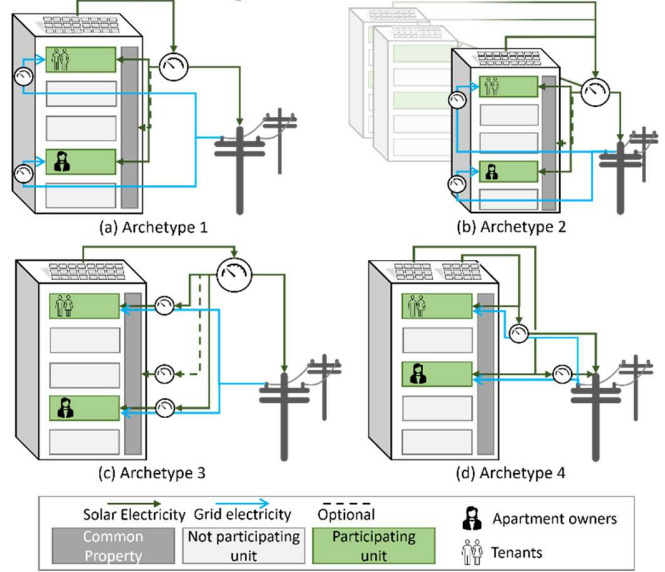 (a) Archetype 1
(b) Archetype 2
(c) Archetype 3
(d) Archetype 4
Solar Electricity Grid electricity Optional
Common
Property
Not participating
unit
Participating
unit
Apartment owners
Tenants